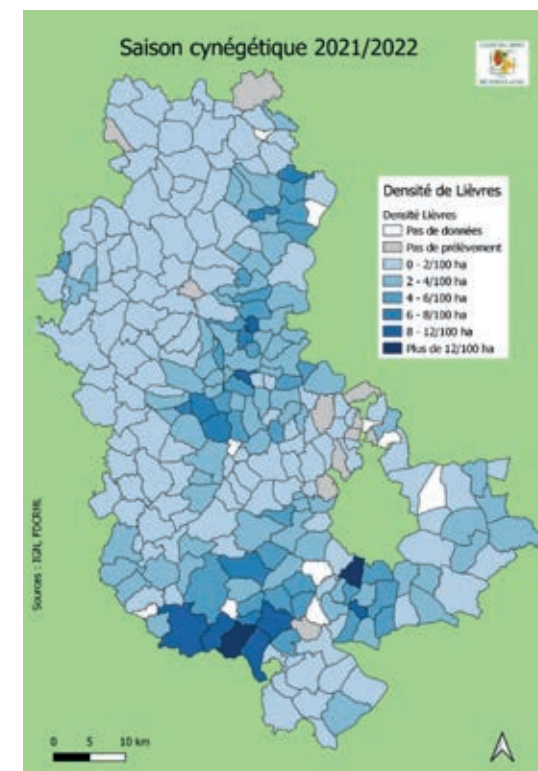 Saison cynégétique 2021/2022
Densité de Lièvres
Densité Lièvres
Pas de données
Pas de prélèvement
0 - 2/100 ha
2 - 4/100 ha
4 - 6/100 ha
6 - 8/100 ha
8 - 12/100 ha
Plus de 12/100 ha
Sources : IGN, FDCRML
0 5 10 km